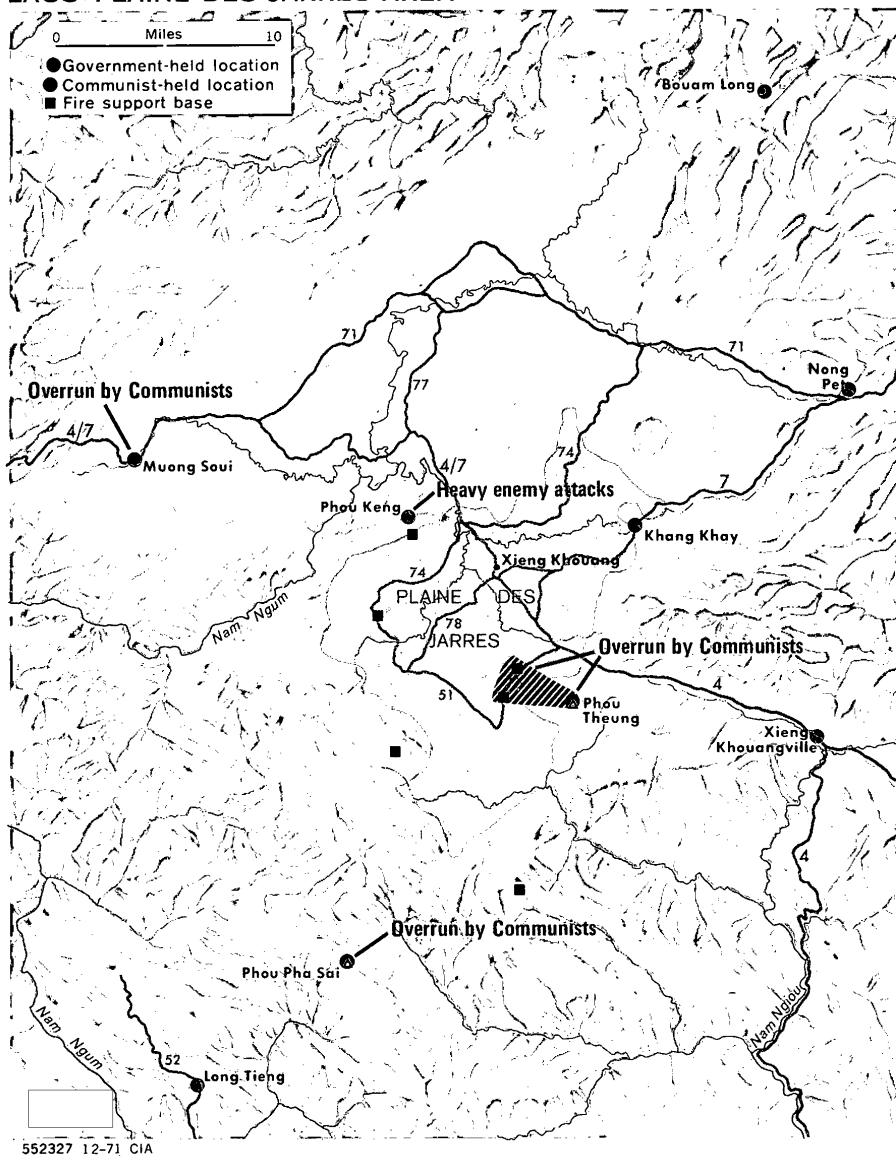 0 Miles 10
Government-held location
Communist-held location
Fire support base
Bouam Long
71
71
Nong
Pet
77
Overrun by Communists
4/7
Muong Soui
74
4/7
7
Heavy enemy attacks
Phou Keng
Khang Khay
Xieng Khouang
74
PLAINE DES
78
JARRES
Overrun by Communists
Nam Ngum
51
4
Phou
Theung
Xieng
Khouangville
4
Overrun by Communists
Phou Pha Sai
Nam Ngiou
Nam Ngum
52
Long Tieng
552327 12-71 CIA